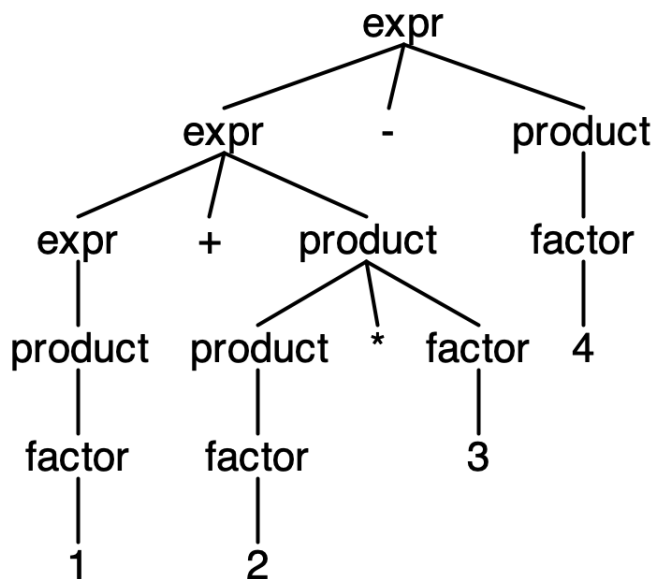 expr
expr - product
expr + product factor
product product * factor 4
factor factor 3
1 2